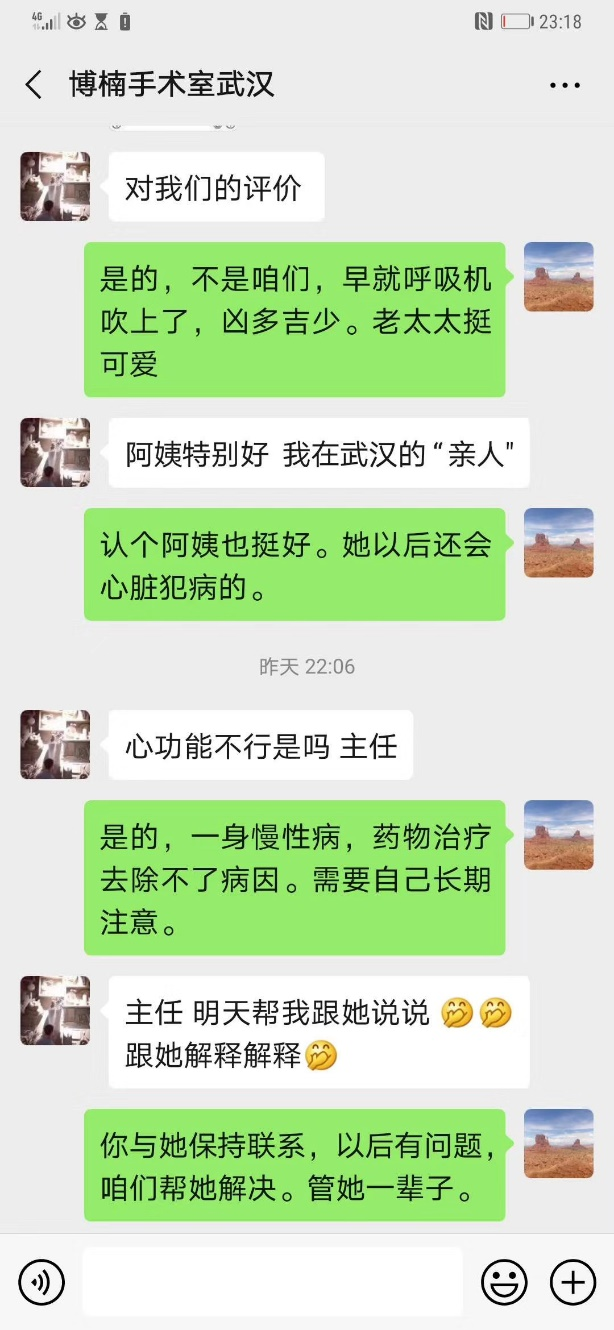 4G
23:18
博楠手术室武汉
对我们的评价
是的，不是咱们，早就呼吸机
吹上了，凶多吉少。老太太挺
可爱
阿姨特别好 我在武汉的“亲人"
认个阿姨也挺好。她以后还会
心脏犯病的。
昨天 22:06
心功能不行是吗 主任
是的，一身慢性病，药物治疗
去除不了病因。需要自己长期
注意。
主任 明天帮我跟她说说 🤭🤭
跟她解释解释🤭
你与她保持联系，以后有问题，
咱们帮她解决。管她一辈子。